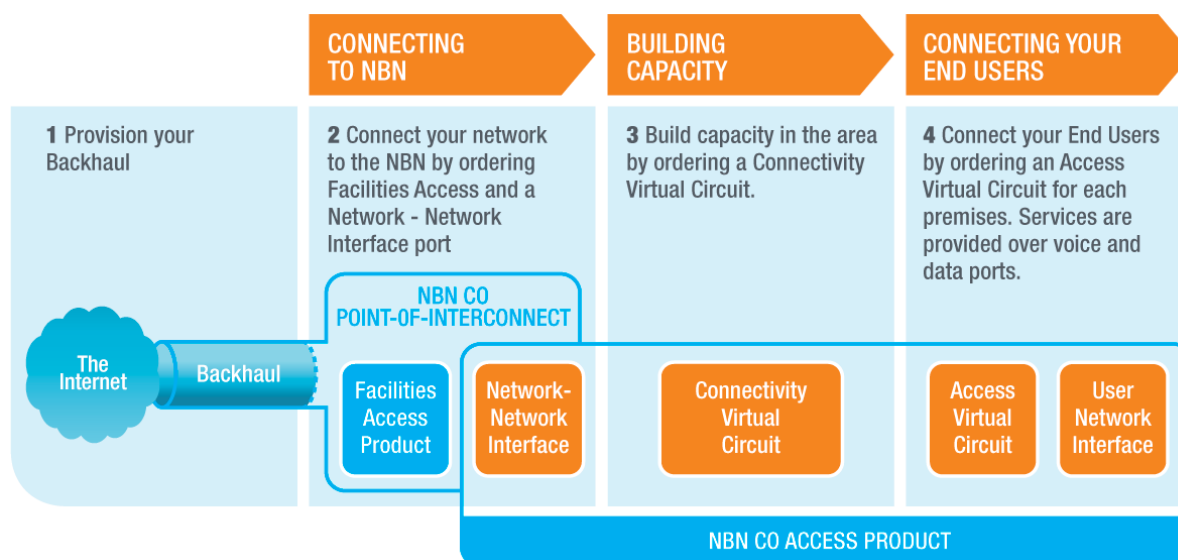 CONNECTING
TO NBN
BUILDING
CAPACITY
CONNECTING YOUR
END USERS
1 Provision your
Backhaul
2 Connect your network
to the NBN by ordering
Facilities Access and a
Network - Network
Interface port
3 Build capacity in the area
by ordering a Connectivity
Virtual Circuit.
4 Connect your End Users
by ordering an Access
Virtual Circuit for each
premises. Services are
provided over voice and
data ports.
NBN CO
POINT-OF-INTERCONNECT
The
Internet
Backhaul
Facilities
Access
Product
Network-
Network
Interface
Connectivity
Virtual
Circuit
Access
Virtual
Circuit
User
Network
Interface
NBN CO ACCESS PRODUCT